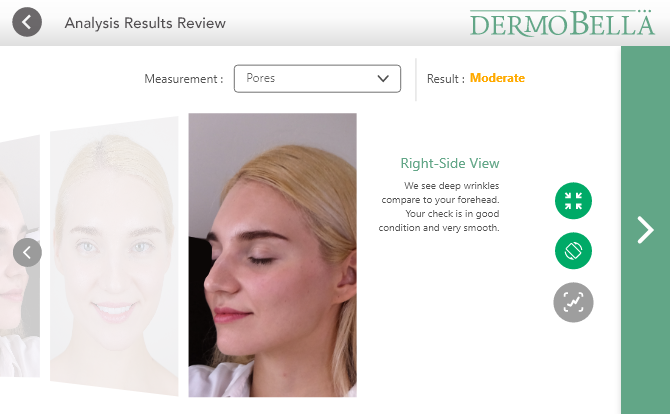 Analysis Results Review
DERMOBELLA
Measurement :
Pores
Result : Moderate
Right-Side View
We see deep wrinkles
compare to your forehead.
Your check is in good
condition and very smooth.